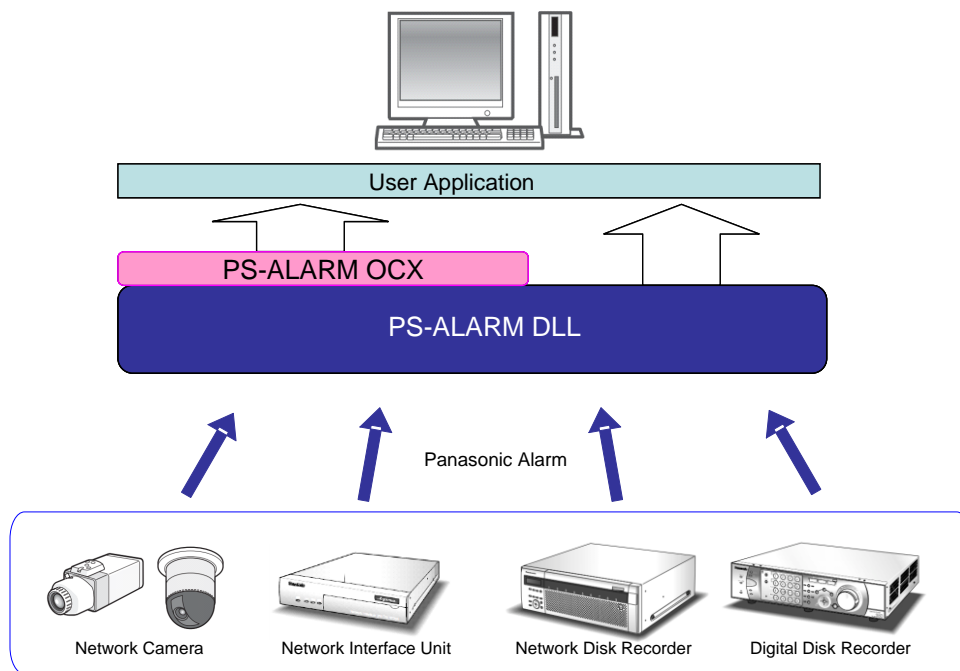 User Application
PS-ALARM OCX
PS-ALARM DLL
Panasonic Alarm
Network Camera
Network Interface Unit
Network Disk Recorder
Digital Disk Recorder